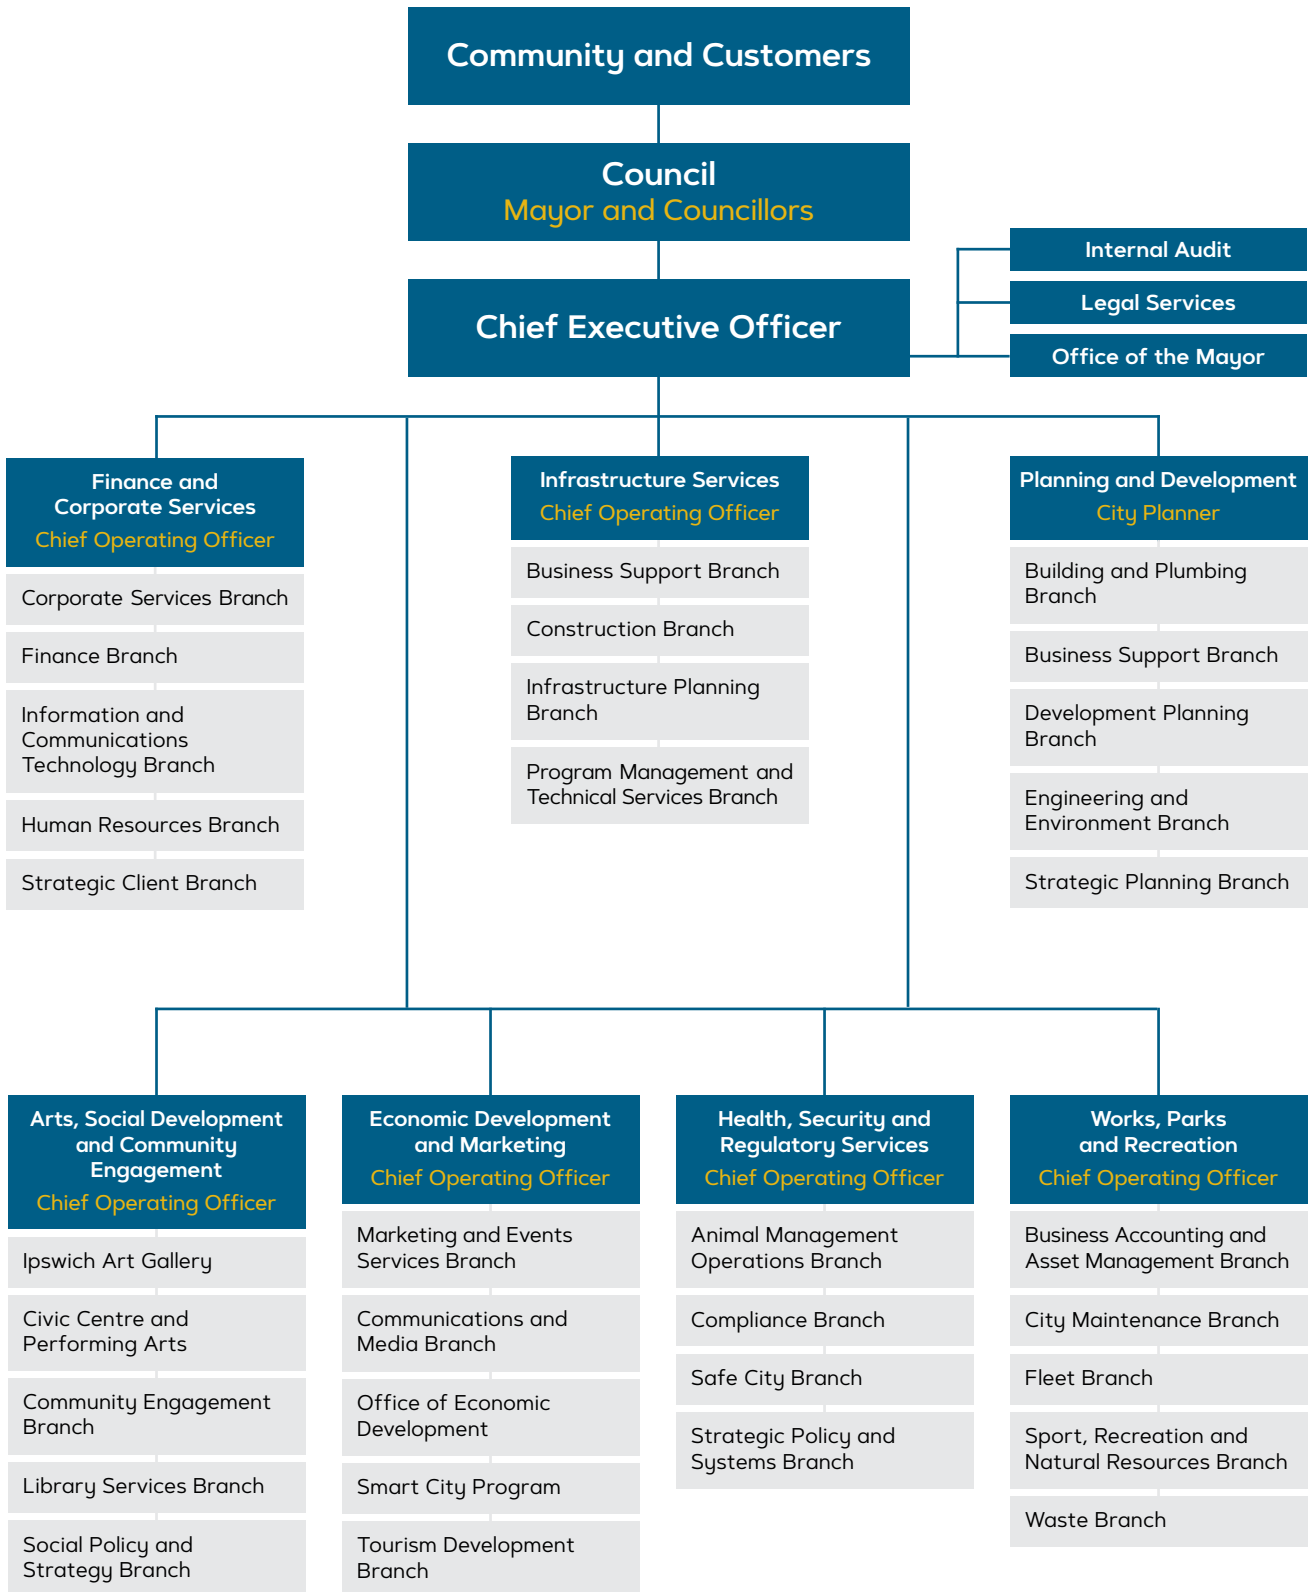 Community and Customers
Council
Mayor and Councillors
Chief Executive Officer
Internal Audit
Legal Services
Office of the Mayor
Finance and
Corporate Services
Chief Operating Officer
Corporate Services Branch
Finance Branch
Information and
Communications
Technology Branch
Human Resources Branch
Strategic Client Branch
Infrastructure Services
Chief Operating Officer
Business Support Branch
Construction Branch
Infrastructure Planning
Branch
Program Management and
Technical Services Branch
Planning and Development
City Planner
Building and Plumbing
Branch
Business Support Branch
Development Planning
Branch
Engineering and
Environment Branch
Strategic Planning Branch
Arts, Social Development
and Community
Engagement
Chief Operating Officer
Ipswich Art Gallery
Civic Centre and
Performing Arts
Community Engagement
Branch
Library Services Branch
Social Policy and
Strategy Branch
Economic Development
and Marketing
Chief Operating Officer
Marketing and Events
Services Branch
Communications and
Media Branch
Office of Economic
Development
Smart City Program
Tourism Development
Branch
Health, Security and
Regulatory Services
Chief Operating Officer
Animal Management
Operations Branch
Compliance Branch
Safe City Branch
Strategic Policy and
Systems Branch
Works, Parks
and Recreation
Chief Operating Officer
Business Accounting and
Asset Management Branch
City Maintenance Branch
Fleet Branch
Sport, Recreation and
Natural Resources Branch
Waste Branch